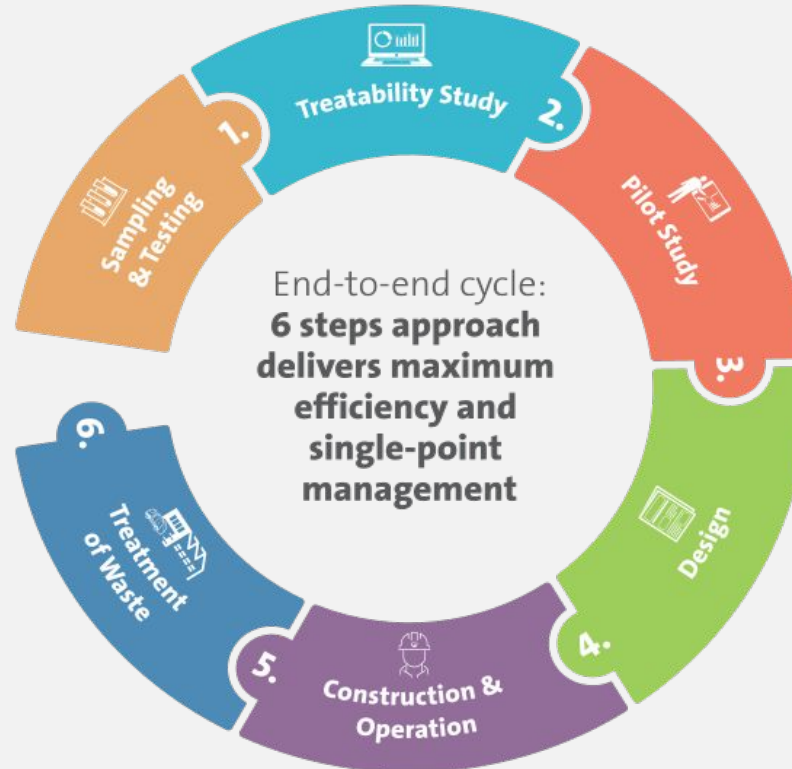 1.
Sampling
& Testing
Treatability Study
2.
Pilot Study
3.
Design
4.
Construction &
Operation
5.
Treatment
of Waste
6.
End-to-end cycle:
6 steps approach
delivers maximum
efficiency and
single-point
management